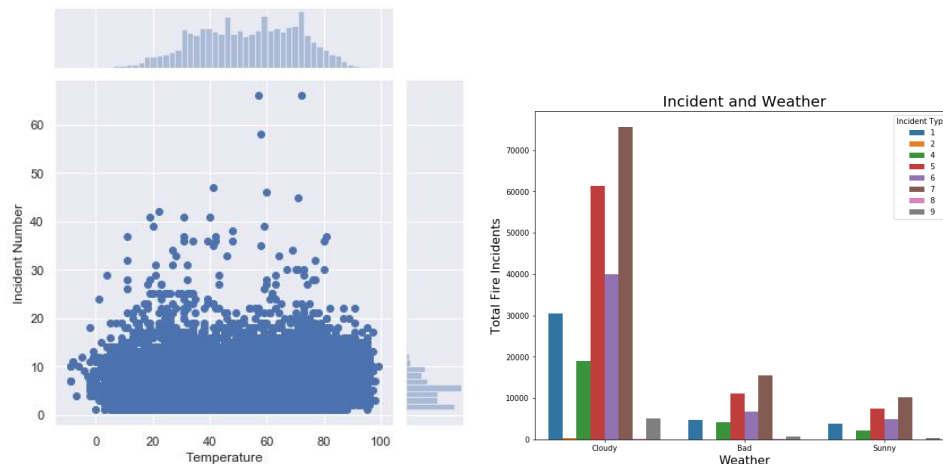 60
50
40
30
20
10
0
Incident Number
0 20 40 60 80 100
Temperature
Incident and Weather
70000
60000
50000
40000
30000
20000
10000
0
Total Fire Incidents
Incident Typ
1
2
4
5
6
7
8
9
Cloudy Bad Sunny
Weather